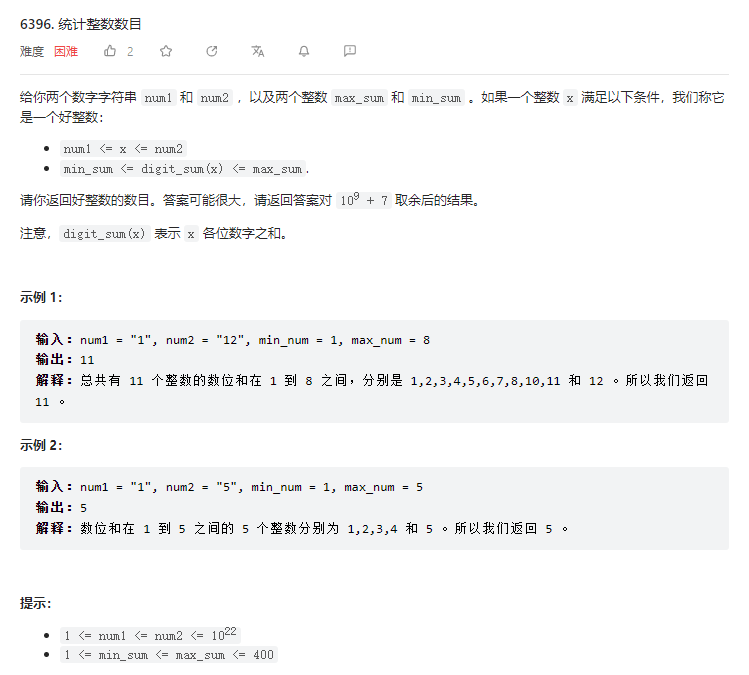 6396. 统计整数数目
难度 困难 2
给你两个数字字符串 num1 和 num2 ，以及两个整数 max_sum 和 min_sum 。如果一个整数 x 满足以下条件，我们称它
是一个好整数：
• num1 <= x <= num2
• min_sum <= digit_sum(x) <= max_sum.
请你返回好整数的数目。答案可能很大，请返回答案对 10⁹ + 7 取余后的结果。
注意，digit_sum(x) 表示 x 各位数字之和。
示例 1：
输入：num1 = "1", num2 = "12", min_num = 1, max_num = 8
输出：11
解释：总共有 11 个整数的数位和在 1 到 8 之间，分别是 1,2,3,4,5,6,7,8,10,11 和 12 。所以我们返回
11 。
示例 2：
输入：num1 = "1", num2 = "5", min_num = 1, max_num = 5
输出：5
解释：数位和在 1 到 5 之间的 5 个整数分别为 1,2,3,4 和 5 。所以我们返回 5 。
提示：
• 1 <= num1 <= num2 <= 10²²
• 1 <= min_sum <= max_sum <= 400